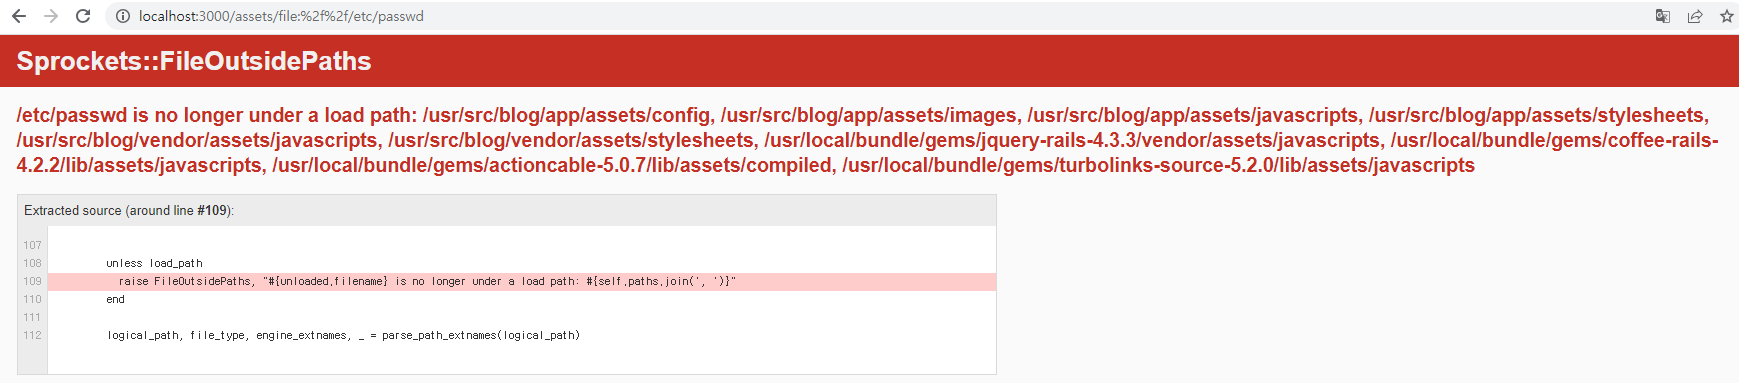 localhost:3000/assets/file:%2f%2f/etc/passwd
Sprockets::FileOutsidePaths
/etc/passwd is no longer under a load path: /usr/src/blog/app/assets/config, /usr/src/blog/app/assets/images, /usr/src/blog/app/assets/javascripts, /usr/src/blog/app/assets/stylesheets,
/usr/src/blog/vendor/assets/javascripts, /usr/src/blog/vendor/assets/stylesheets, /usr/local/bundle/gems/jquery-rails-4.3.3/vendor/assets/javascripts, /usr/local/bundle/gems/coffee-rails-
4.2.2/lib/assets/javascripts, /usr/local/bundle/gems/actioncable-5.0.7/lib/assets/compiled, /usr/local/bundle/gems/turbolinks-source-5.2.0/lib/assets/javascripts
Extracted source (around line #109):
107
108 unless load_path
109 raise FileOutsidePaths, "#{unloaded.filename} is no longer under a load path: #{self.paths.join(', ')}"
110 end
111
112 logical_path, file_type, engine_extnames, _ = parse_path_extnames(logical_path)